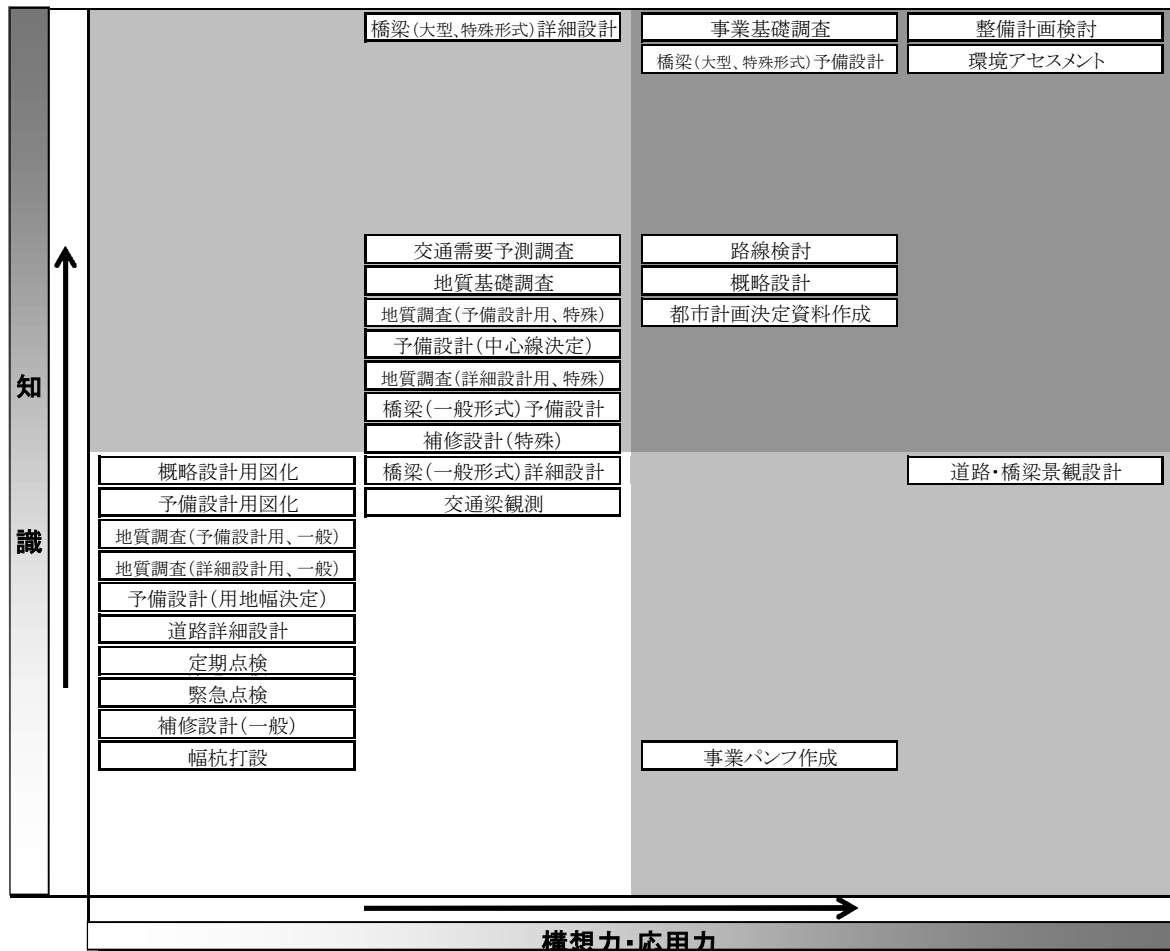 橋梁(大型、特殊形式)詳細設計
事業基礎調査
整備計画検討
橋梁(大型、特殊形式)予備設計
環境アセスメント
交通需要予測調査
路線検討
地質基礎調査
概略設計
地質調査(予備設計用、特殊)
都市計画決定資料作成
予備設計(中心線決定)
地質調査(詳細設計用、特殊)
橋梁(一般形式)予備設計
補修設計(特殊)
概略設計用図化
橋梁(一般形式)詳細設計
道路・橋梁景観設計
予備設計用図化
交通梁観測
地質調査(予備設計用、一般)
地質調査(詳細設計用、一般)
予備設計(用地幅決定)
道路詳細設計
定期点検
緊急点検
補修設計(一般)
幅杭打設
事業パンフ作成
知
識
構想力・応用力